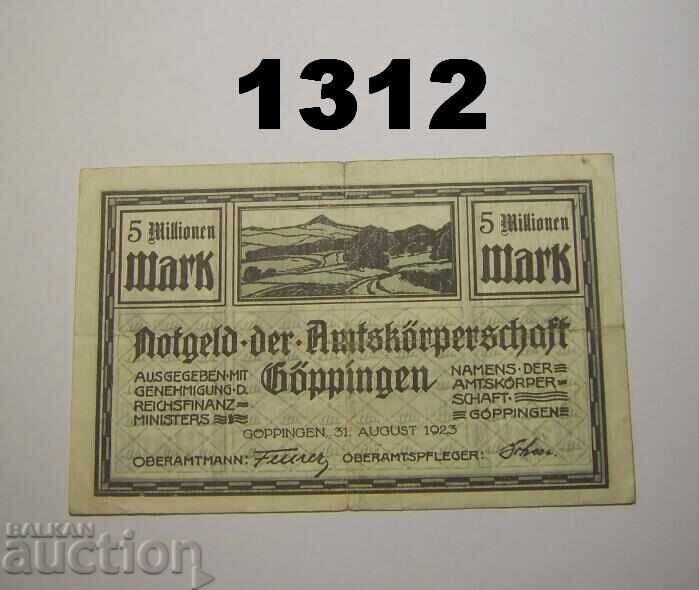 1312
5 Millionen
Mark
5 Millionen
Mark
Notgeld·der·Amtskörperschaft
Göppingen
AUSGEGEBEN·MIT
GENEHMIGUNG·D.
REICHSFINANZ–
MINISTERS
NAMENS·DER
AMTSKÖRPER–
SCHAFT·
GÖPPINGEN
GÖPPINGEN, 31. AUGUST 1923
OBERAMTMANN: OBERAMTSPFLEGER:
BALKAN
auction